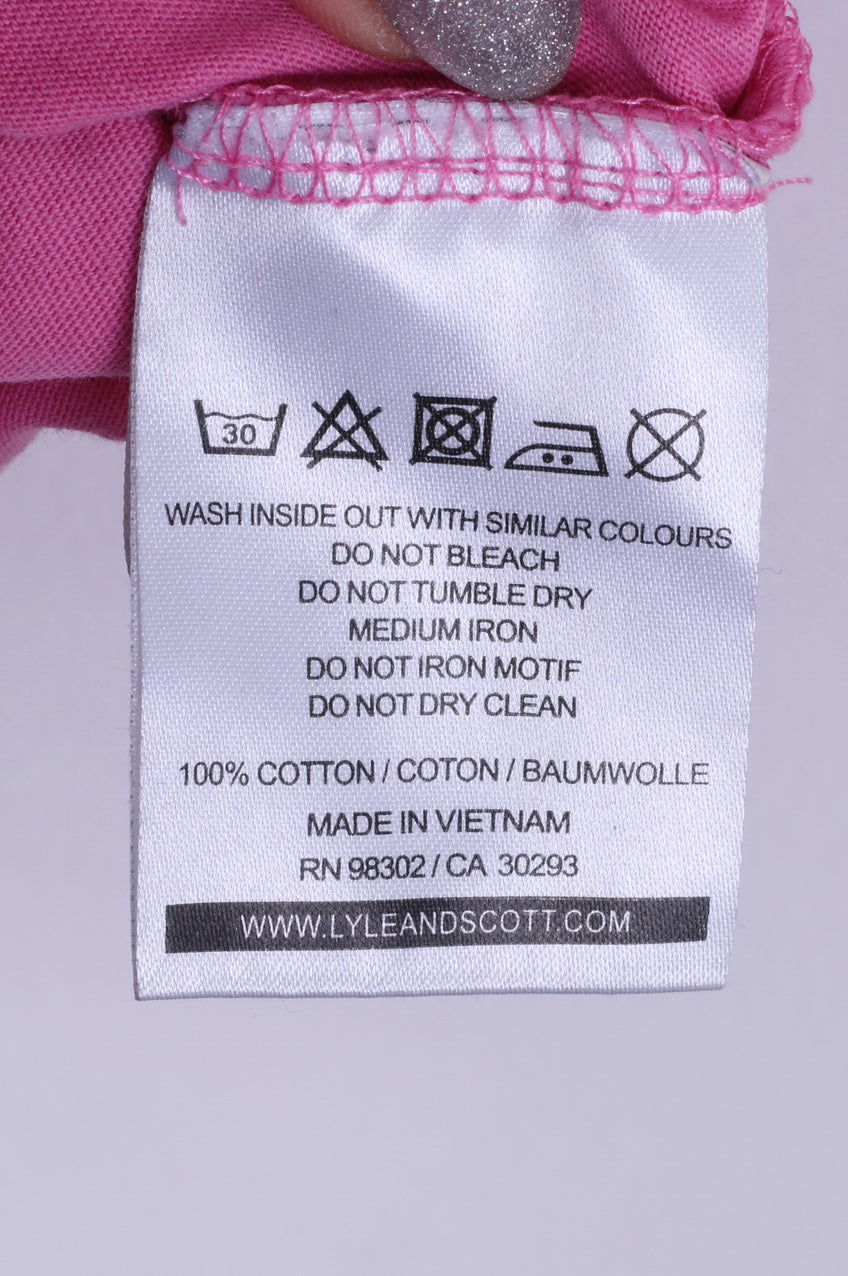 30
WASH INSIDE OUT WITH SIMILAR COLOURS
DO NOT BLEACH
DO NOT TUMBLE DRY
MEDIUM IRON
DO NOT IRON MOTIF
DO NOT DRY CLEAN
100% COTTON / COTON / BAUMWOLLE
MADE IN VIETNAM
RN 98302 / CA 30293
WWW.LYLEANDSCOTT.COM